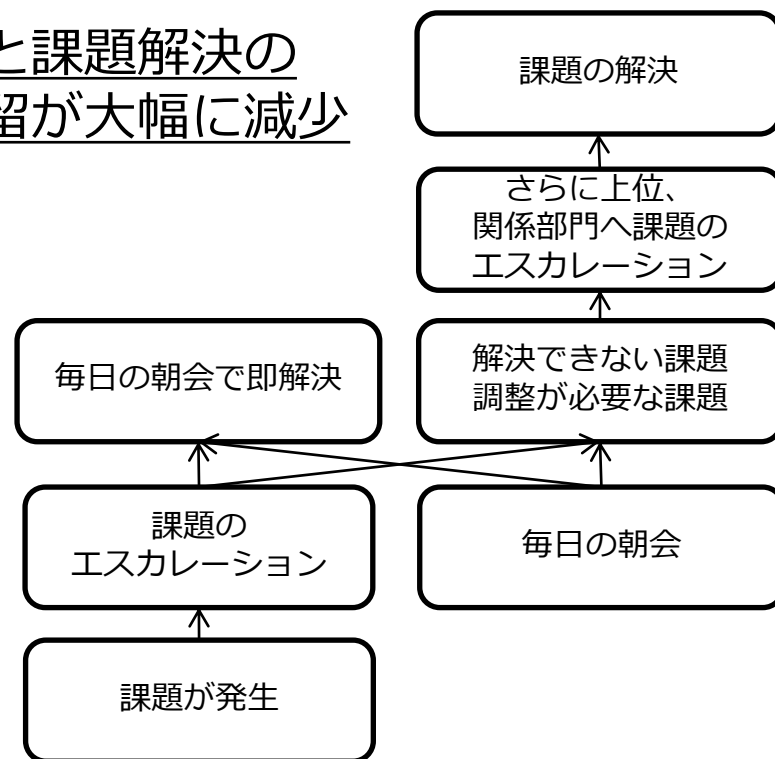 と課題解決の
留が大幅に減少
課題の解決
さらに上位、
関係部門へ課題の
エスカレーション
毎日の朝会で即解決
解決できない課題
調整が必要な課題
課題の
エスカレーション
毎日の朝会
課題が発生